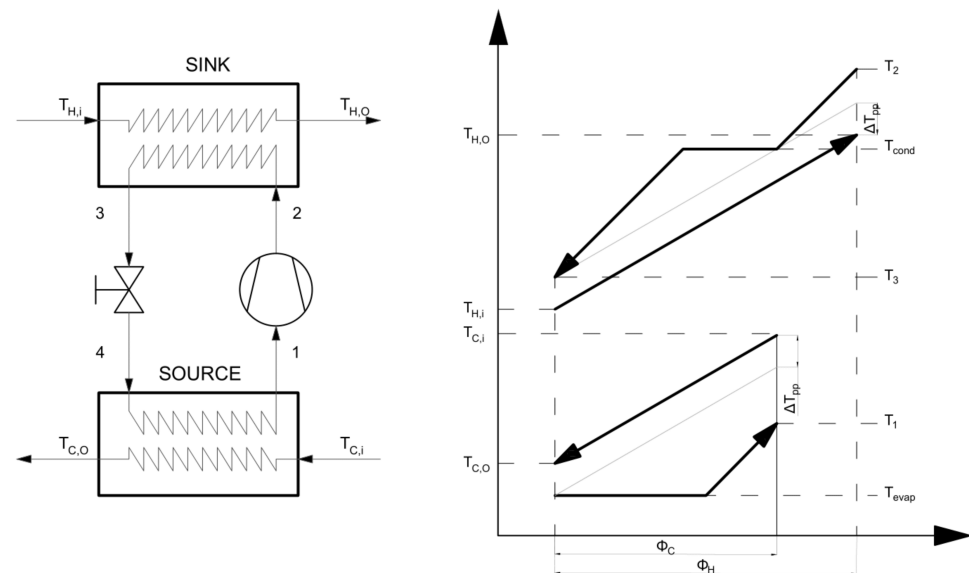 SINK
T_H,i
T_H,O
3
2
4
1
SOURCE
T_C,O
T_C,i
T_2
ΔT_pp
T_H,O
T_cond
T_3
T_H,i
T_C,i
ΔT_pp
T_1
T_C,O
T_evap
Φ_C
Φ_H